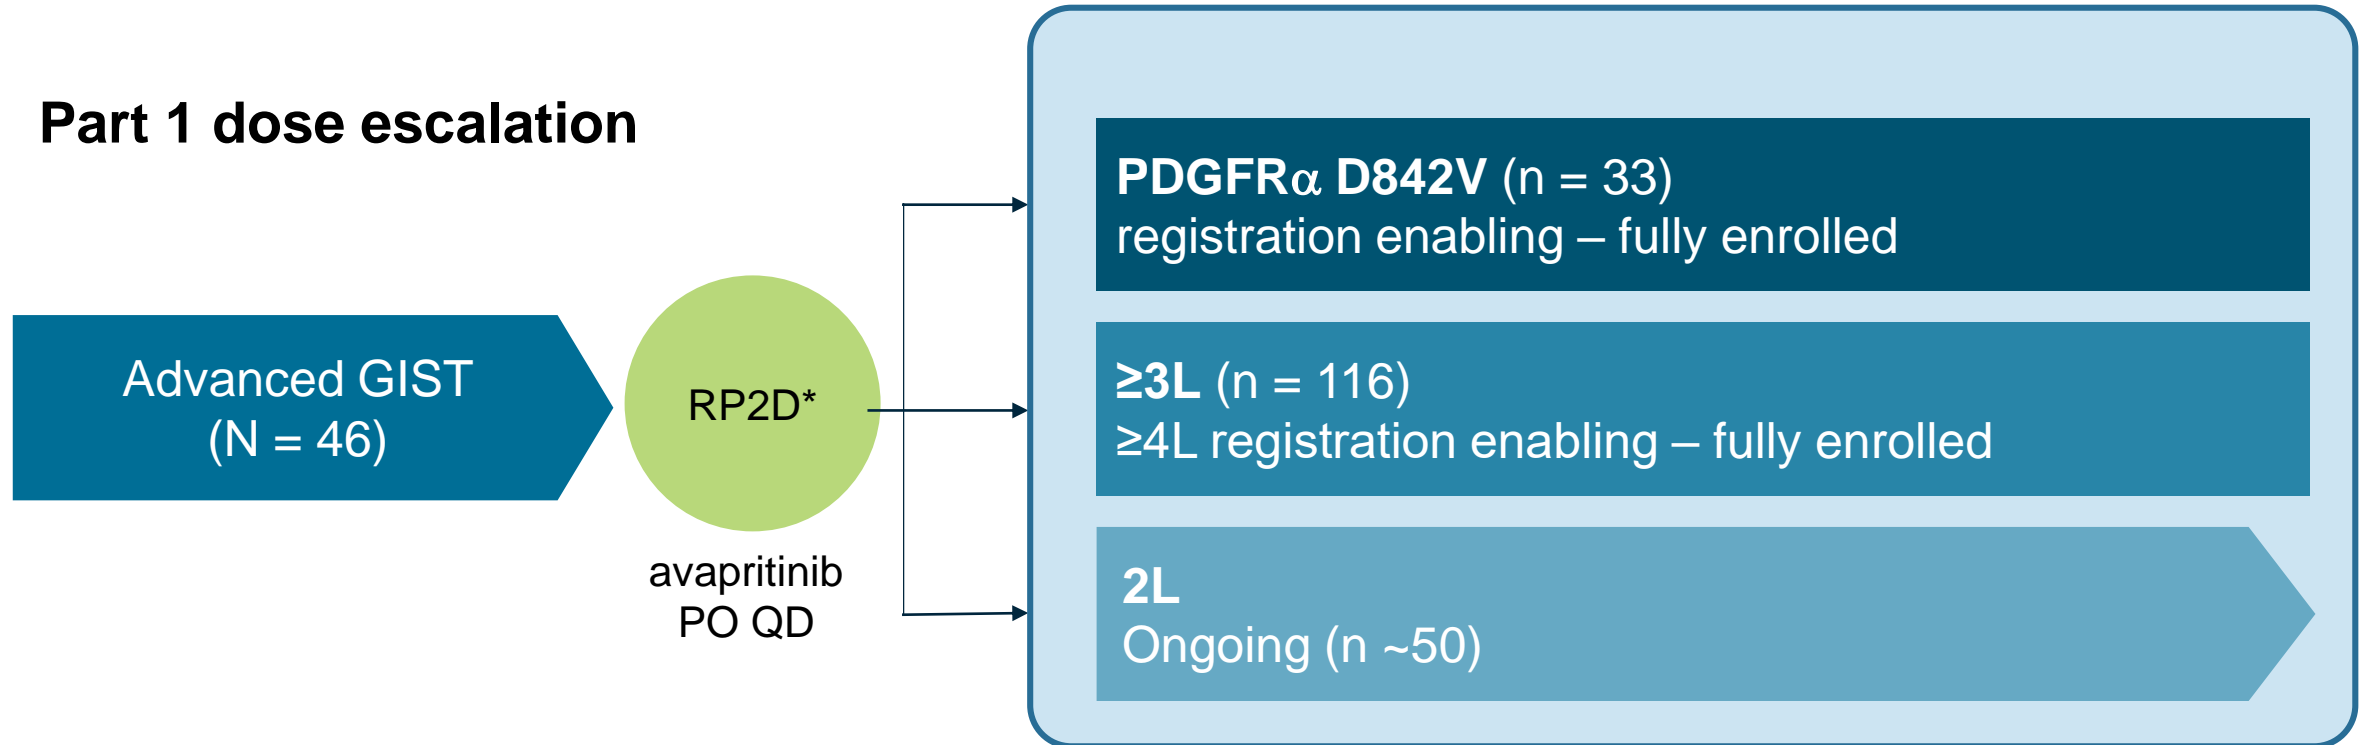 Part 1 dose escalation
Advanced GIST
(N = 46)
RP2D*
avapritinib
PO QD
PDGFRα D842V (n = 33)
registration enabling – fully enrolled
≥3L (n = 116)
≥4L registration enabling – fully enrolled
2L
Ongoing (n ~50)